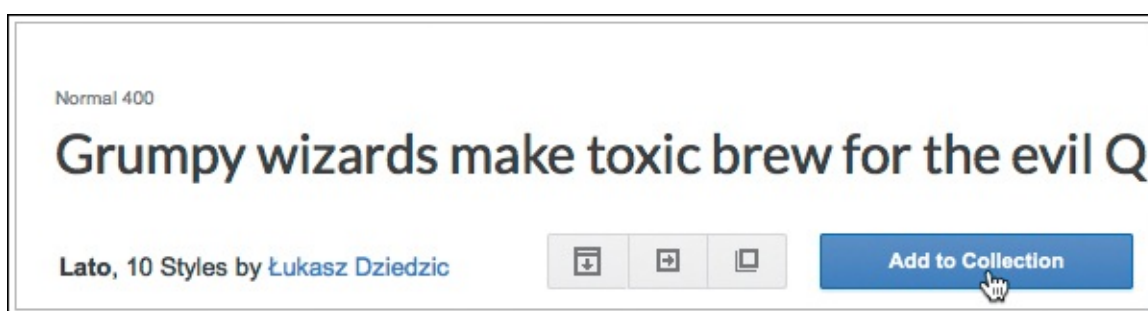 Normal 400
Grumpy wizards make toxic brew for the evil Q
Lato, 10 Styles by Łukasz Dziedzic
Add to Collection